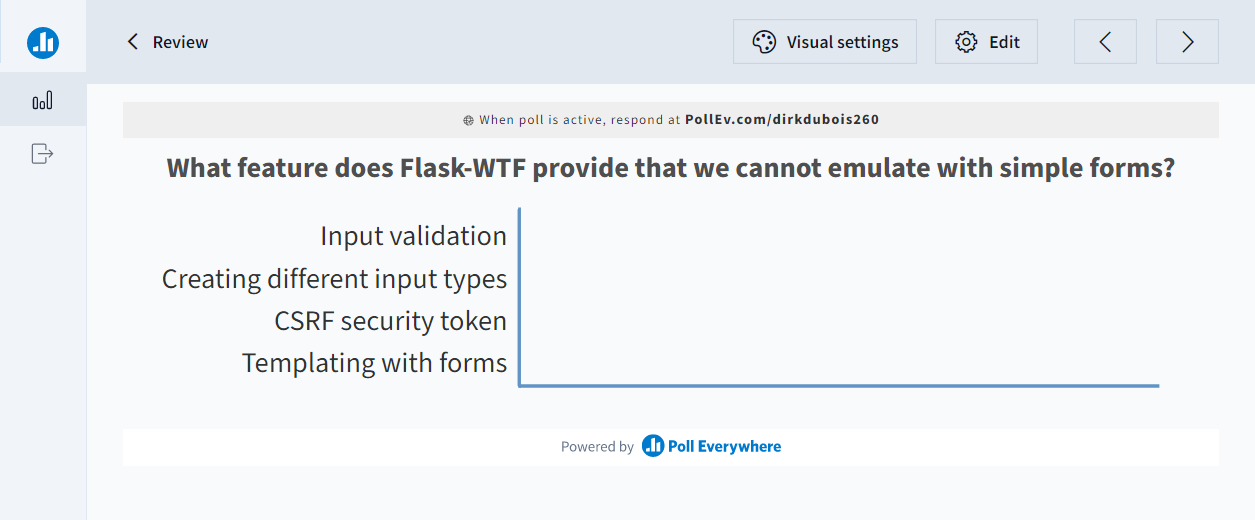 Review
Visual settings
Edit
When poll is active, respond at PollEv.com/dirkdubois260
What feature does Flask-WTF provide that we cannot emulate with simple forms?
Input validation
Creating different input types
CSRF security token
Templating with forms
Powered by Poll Everywhere